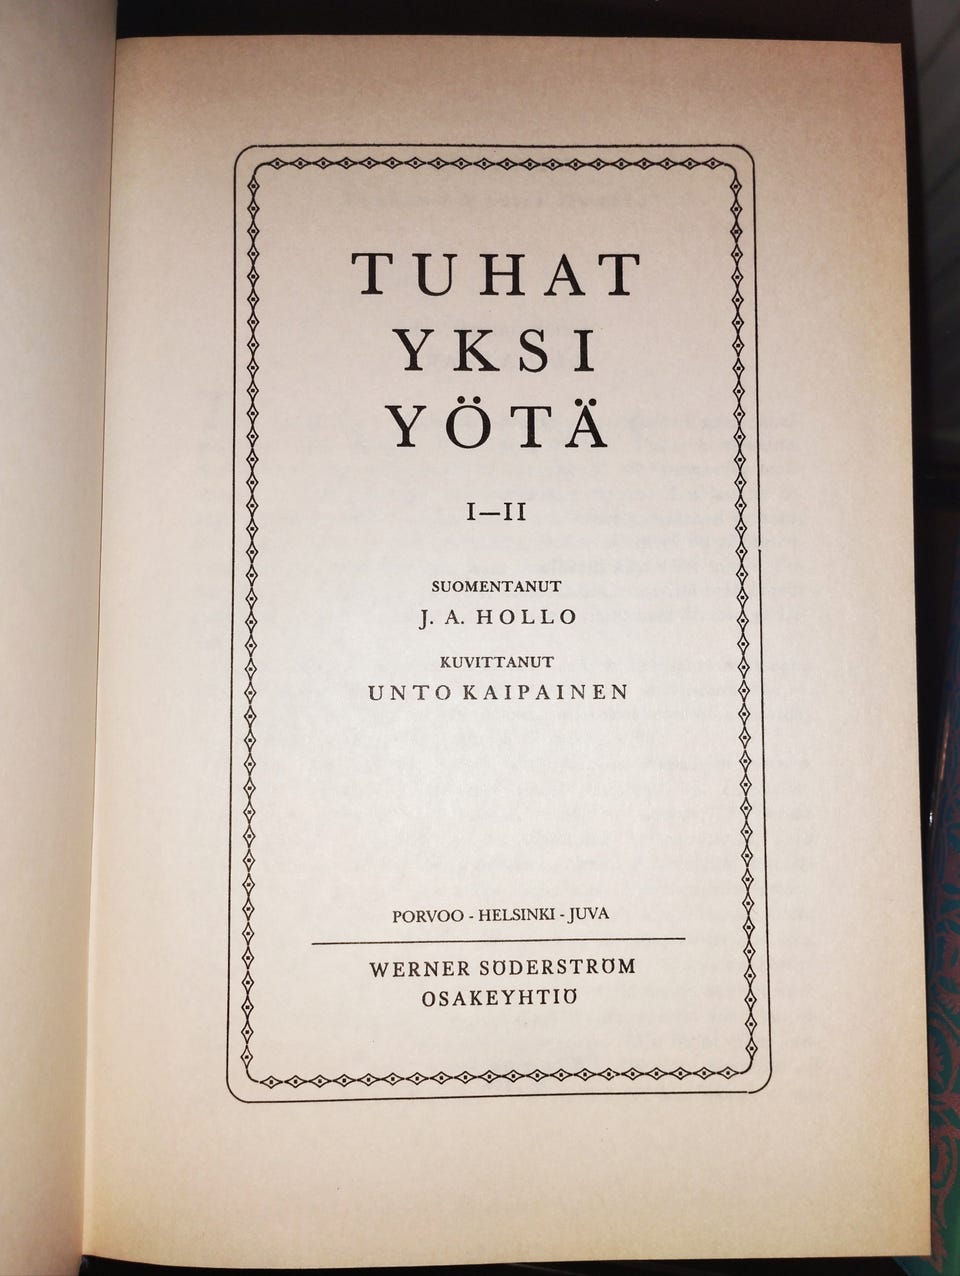 TUHAT
YKSI
YÖTÄ
I—II
SUOMENTANUT
J. A. HOLLO
KUVITTANUT
UNTO KAIPAINEN
PORVOO - HELSINKI - JUVA
WERNER SÖDERSTRÖM
OSAKEYHTIÖ